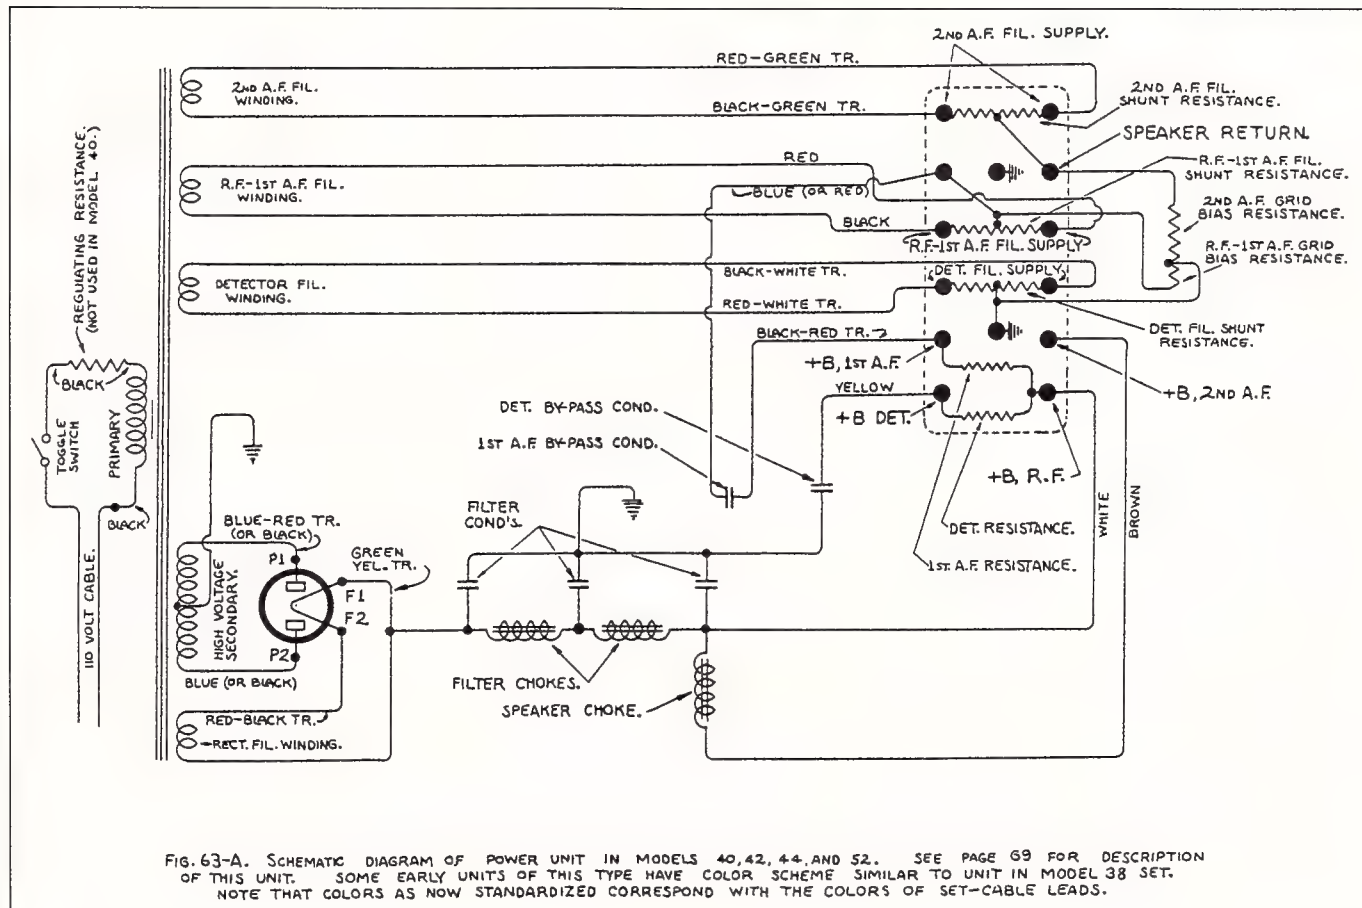 2ND A.F. FIL. SUPPLY.
RED-GREEN TR.
2ND A.F. FIL.
WINDING.
2ND A.F. FIL.
SHUNT RESISTANCE.
BLACK-GREEN TR.
SPEAKER RETURN.
REGULATING RESISTANCE.
(NOT USED IN MODEL 40.)
RED
R.F.-1ST A.F. FIL.
SHUNT RESISTANCE.
R.F.-1ST A.F. FIL.
WINDING.
BLUE (OR RED)
2ND A.F. GRID
BIAS RESISTANCE.
BLACK
R.F.-1ST A.F. FIL. SUPPLY
R.F.-1ST A.F. GRID
BIAS RESISTANCE.
BLACK-WHITE TR.
DET. FIL. SUPPLY
DETECTOR FIL.
WINDING.
RED-WHITE TR.
BLACK-RED TR.
DET. FIL. SHUNT
RESISTANCE.
+B, 1ST A.F.
BLACK
YELLOW
+B, 2ND A.F.
DET. BY-PASS COND.
+B DET.
TOGGLE
SWITCH
PRIMARY
1ST A.F. BY-PASS COND.
+B, R.F.
WHITE
BROWN
BLACK
FILTER
COND'S.
BLUE-RED TR.
(OR BLACK)
DET. RESISTANCE.
P1
GREEN
YEL. TR.
1ST A.F. RESISTANCE.
110 VOLT CABLE.
HIGH VOLTAGE
SECONDARY.
F1
F2
P2
BLUE (OR BLACK)
FILTER CHOKES.
SPEAKER CHOKE.
RED-BLACK TR.
RECT. FIL. WINDING.
FIG. 63-A. SCHEMATIC DIAGRAM OF POWER UNIT IN MODELS 40, 42, 44, AND 52. SEE PAGE 69 FOR DESCRIPTION
OF THIS UNIT. SOME EARLY UNITS OF THIS TYPE HAVE COLOR SCHEME SIMILAR TO UNIT IN MODEL 38 SET.
NOTE THAT COLORS AS NOW STANDARDIZED CORRESPOND WITH THE COLORS OF SET-CABLE LEADS.